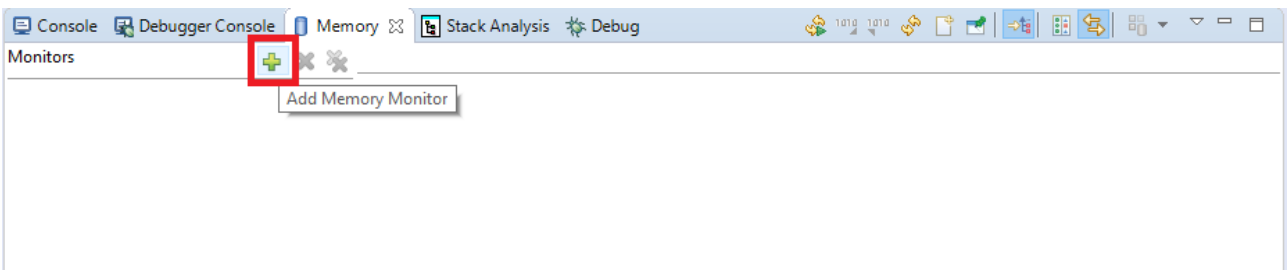 Console Debugger Console Memory Stack Analysis Debug
Monitors
Add Memory Monitor